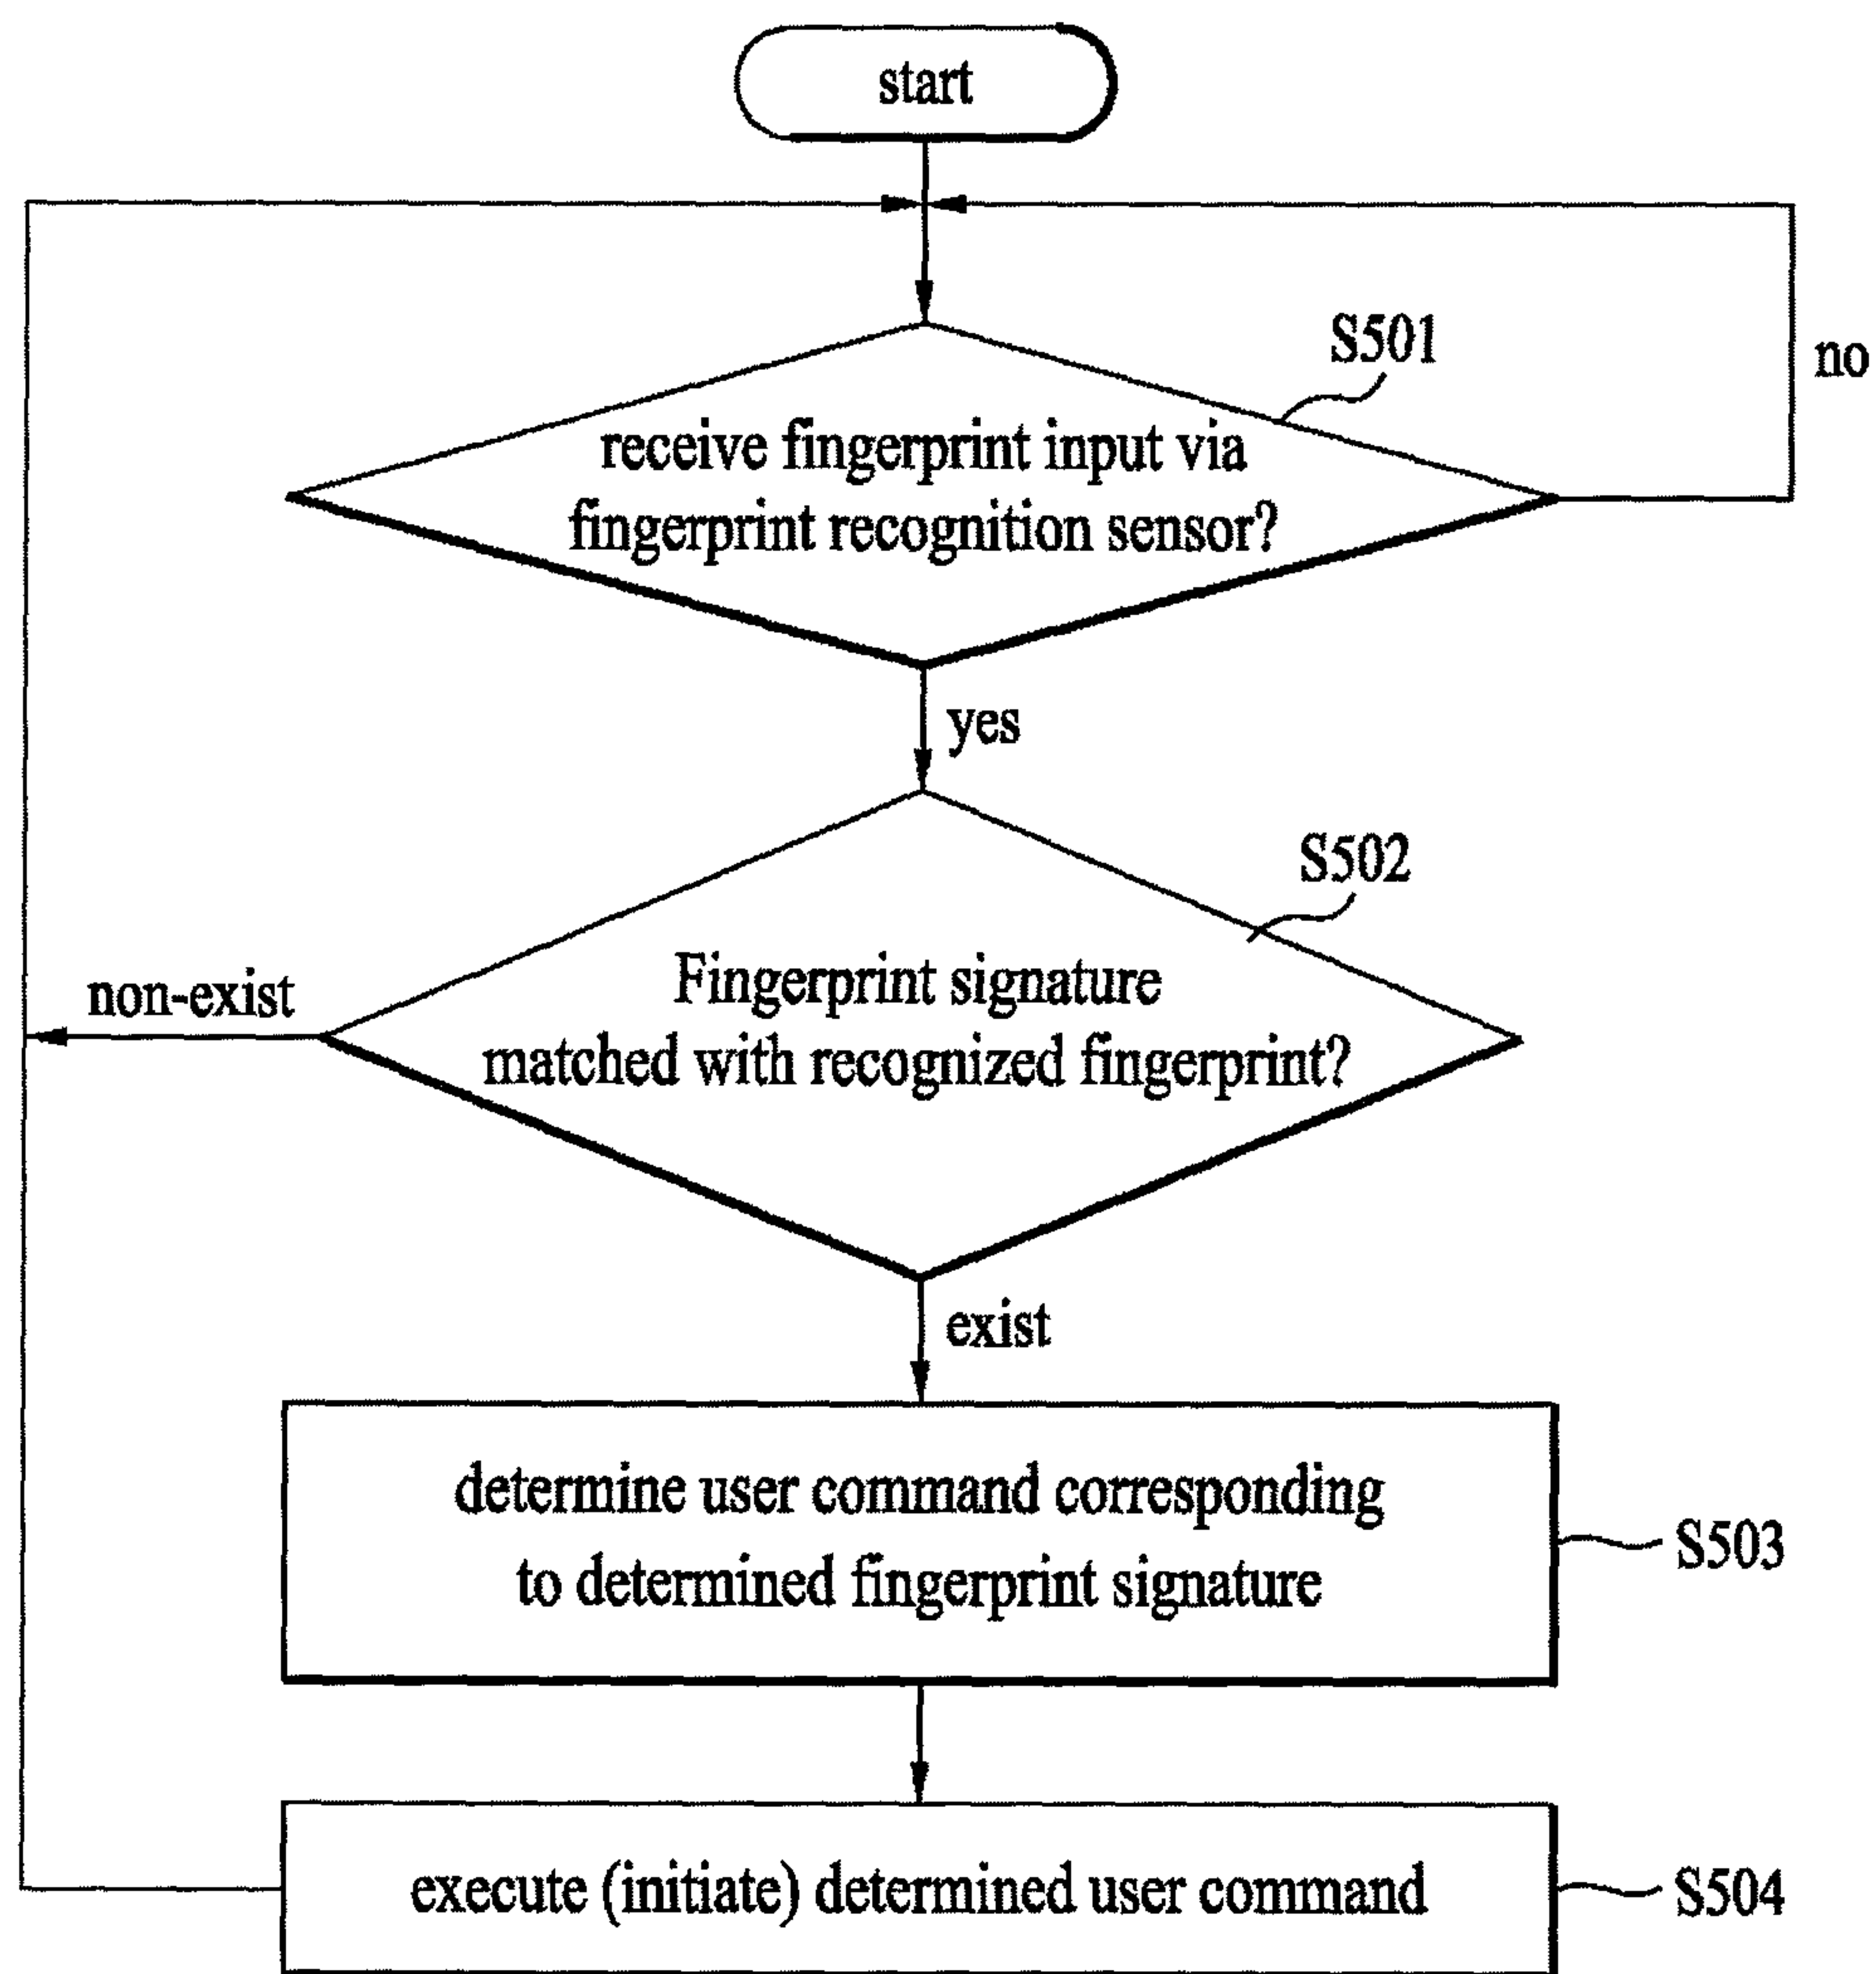 start
S501
no
receive fingerprint input via
fingerprint recognition sensor?
yes
S502
Fingerprint signature
matched with recognized fingerprint?
non-exist
exist
determine user command corresponding
to determined fingerprint signature
S503
execute (initiate) determined user command
S504